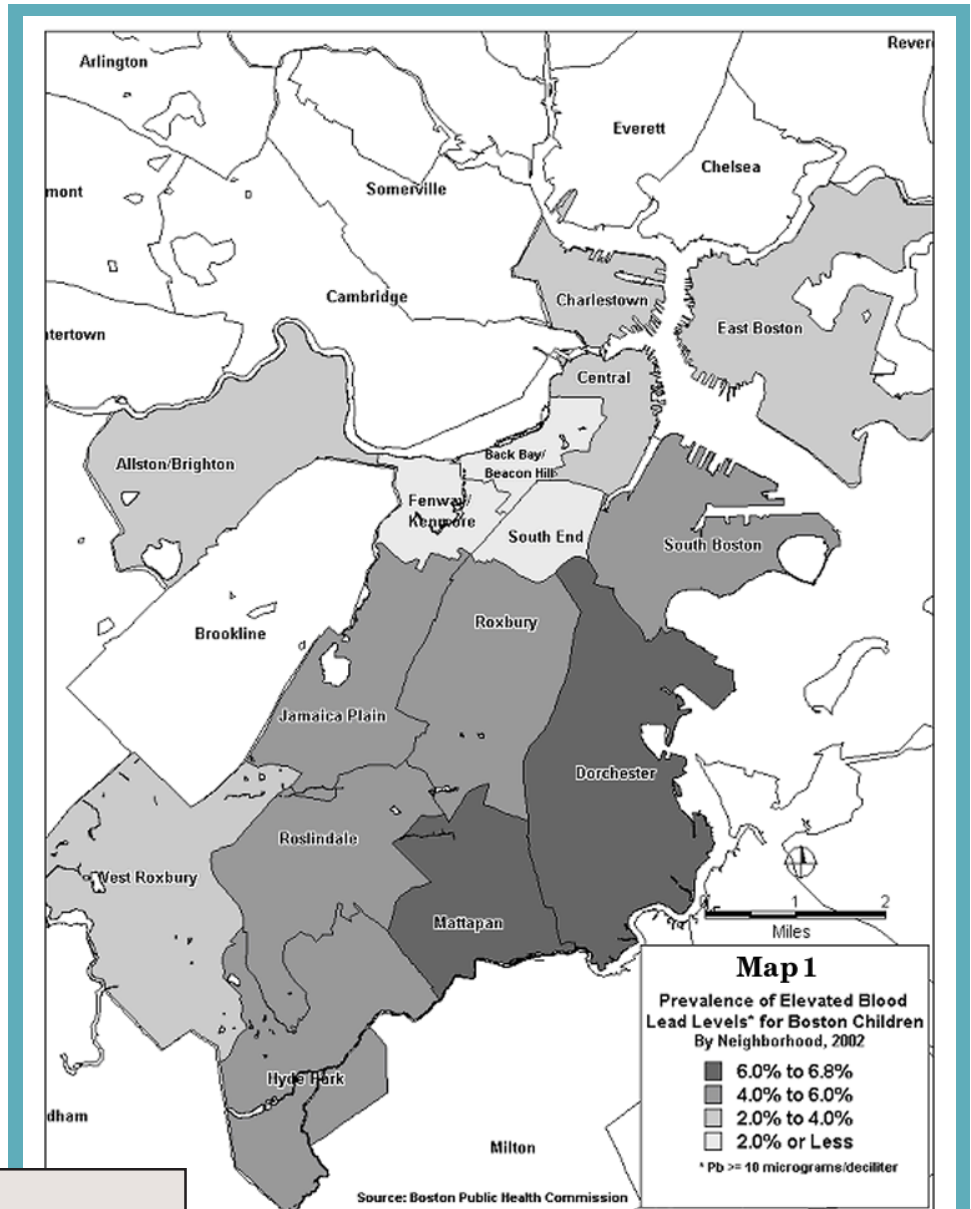 Arlington
Rever
Everett
Chelsea
mont
Somerville
Charlestown
Cambridge
East Boston
tertown
Central
Back Bay/
Beacon Hill
Allston/Brighton
Fenway/
Kenmore
South End
South Boston
Roxbury
Brookline
Jamaica Plain
Dorchester
Roslindale
West Roxbury
Mattapan
1
2
Miles
Hyde Park
dham
Milton
Source: Boston Public Health Commission
Map 1
Prevalence of Elevated Blood
Lead Levels* for Boston Children
By Neighborhood, 2002
6.0% to 6.8%
4.0% to 6.0%
2.0% to 4.0%
2.0% or Less
* Pb >= 10 micrograms/deciliter